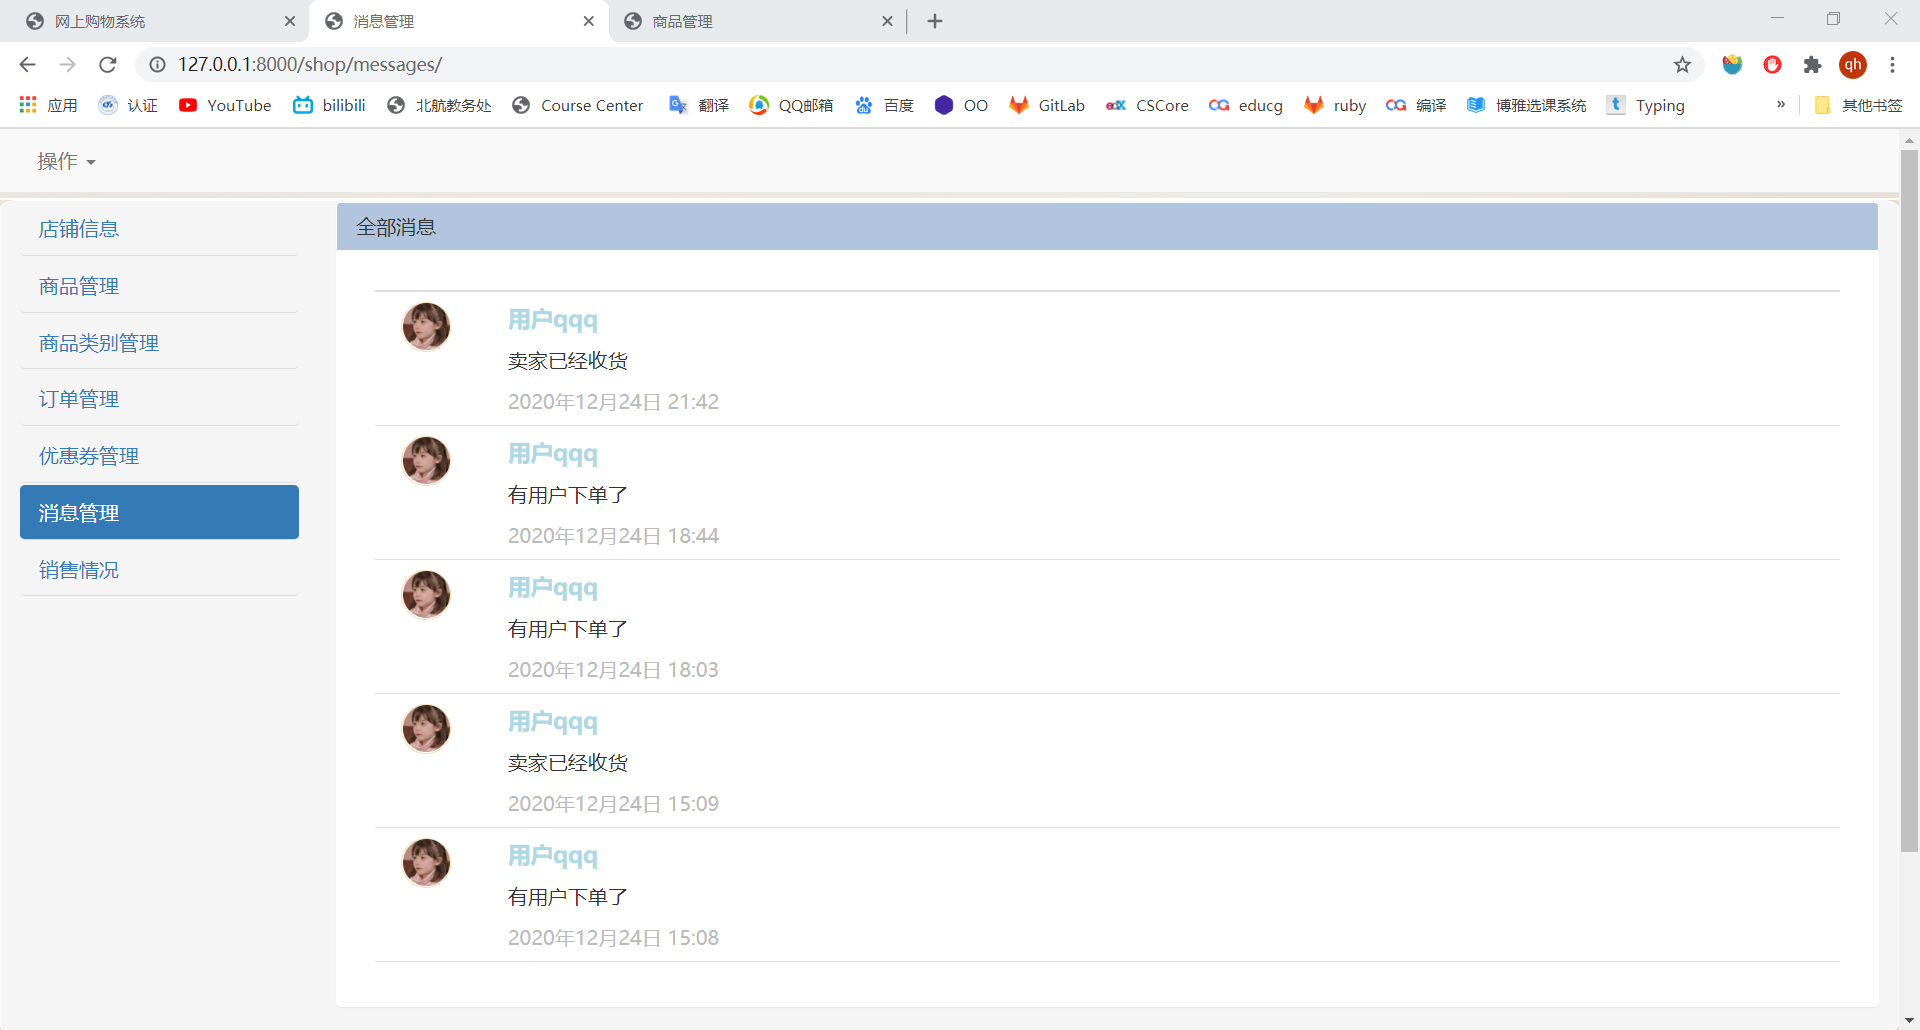 网上购物系统 消息管理 商品管理
127.0.0.1:8000/shop/messages/ qh
应用 认证 YouTube bilibili 北航教务处 Course Center 翻译 QQ邮箱 百度 OO GitLab CSCore educg ruby 编译 博雅选课系统 Typing » 其他书签
操作
店铺信息
商品管理
商品类别管理
订单管理
优惠券管理
消息管理
销售情况
全部消息
用户qqq
卖家已经收货
2020年12月24日 21:42
用户qqq
有用户下单了
2020年12月24日 18:44
用户qqq
有用户下单了
2020年12月24日 18:03
用户qqq
卖家已经收货
2020年12月24日 15:09
用户qqq
有用户下单了
2020年12月24日 15:08